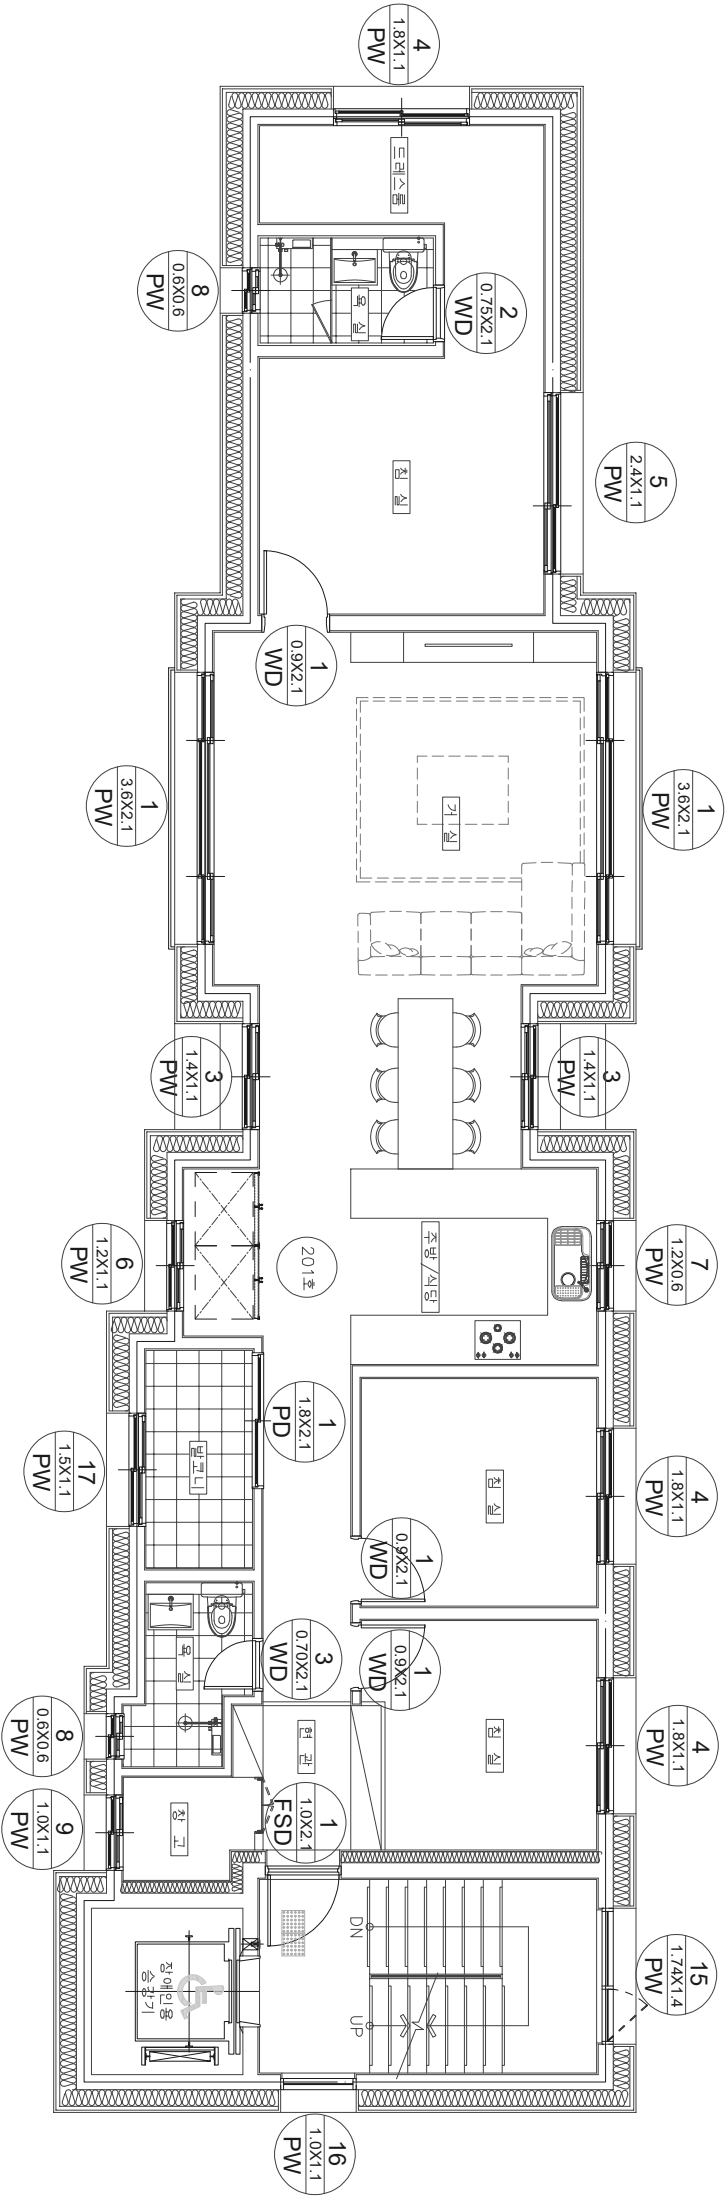 4
1.8X1.1
PW
드레스룸
8
0.6X0.6
PW
욕 실
2
0.75X2.1
WD
5
2.4X1.1
PW
침 실
1
0.9X2.1
WD
1
3.6X2.1
PW
거 실
1
3.6X2.1
PW
3
1.4X1.1
PW
3
1.4X1.1
PW
6
1.2X1.1
PW
201호
주방/식당
7
1.2X0.6
PW
17
1.5X1.1
PW
발코니
1
1.8X2.1
PD
침 실
4
1.8X1.1
PW
1
0.9X2.1
WD
욕 실
3
0.70X2.1
WD
1
0.9X2.1
WD
8
0.6X0.6
PW
현 관
침 실
4
1.8X1.1
PW
9
1.0X1.1
PW
창 고
1
1.0X2.1
FSD
DN
UP
장애인용
승강기
15
1.74X1.4
PW
16
1.0X1.1
PW